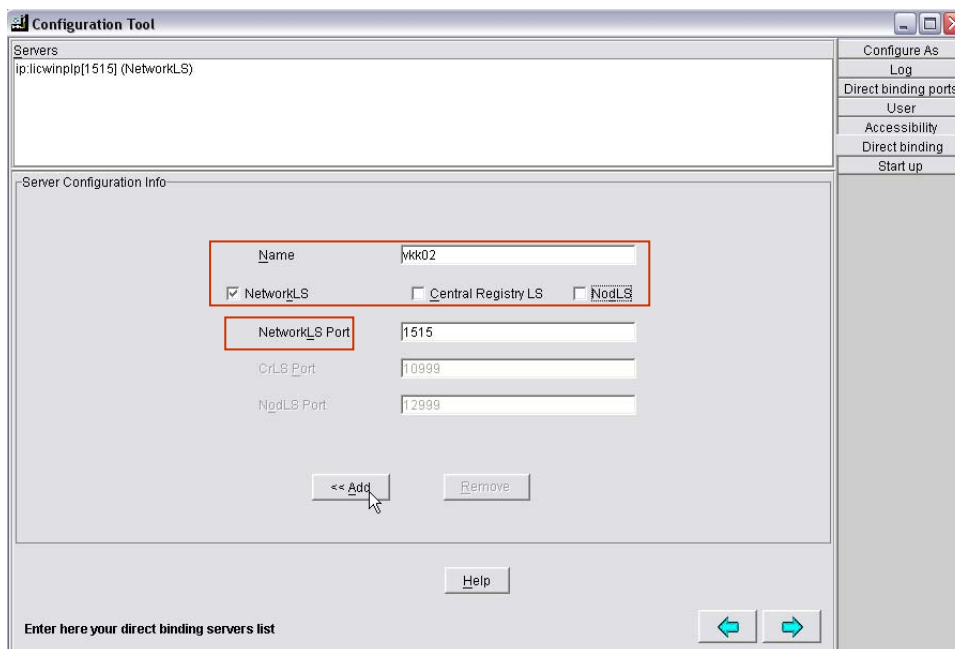 Configuration Tool
Servers
ip:licwinplp[1515] (NetworkLS)
Configure As
Log
Direct binding ports
User
Accessibility
Direct binding
Start up
Server Configuration Info
Name vkk02
NetworkLS Central Registry LS NodLS
NetworkLS Port 1515
CrLS Port 10999
NodLS Port 12999
<< Add Remove
Help
Enter here your direct binding servers list